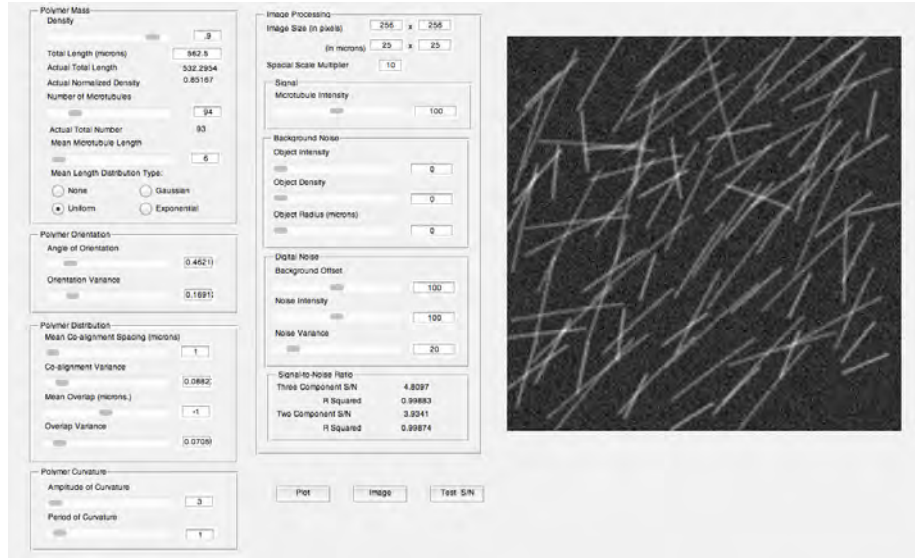 Polymer Mass
Density
.9
Total Length (microns) 562.5
Actual Total Length 532.2954
Actual Normalized Density 0.85167
Number of Microtubules
94
Actual Total Number 93
Mean Microtubule Length
6
Mean Length Distribution Type:
None Gaussian
Uniform Exponential
Polymer Orientation
Angle of Orientation
0.4621
Orientation Variance
0.1691
Polymer Distribution
Mean Co-alignment Spacing (microns)
1
Co-alignment Variance
0.0882
Mean Overlap (microns.)
-1
Overlap Variance
0.0706
Polymer Curvature
Amplitude of Curvature
3
Period of Curvature
1
Image Processing
Image Size (in pixels) 256 x 256
(in microns) 25 x 25
Special Scale Multiplier 10
Signal
Microtubule Intensity
100
Background Noise
Object Intensity
0
Object Density
0
Object Radius (microns)
0
Digital Noise
Background Offset
100
Noise Intensity
100
Noise Variance
20
Signal-to-Noise Ratio
Three Component S/N 4.8097
R Squared 0.99883
Two Component S/N 3.9341
R Squared 0.99874
Plot Image Test S/N